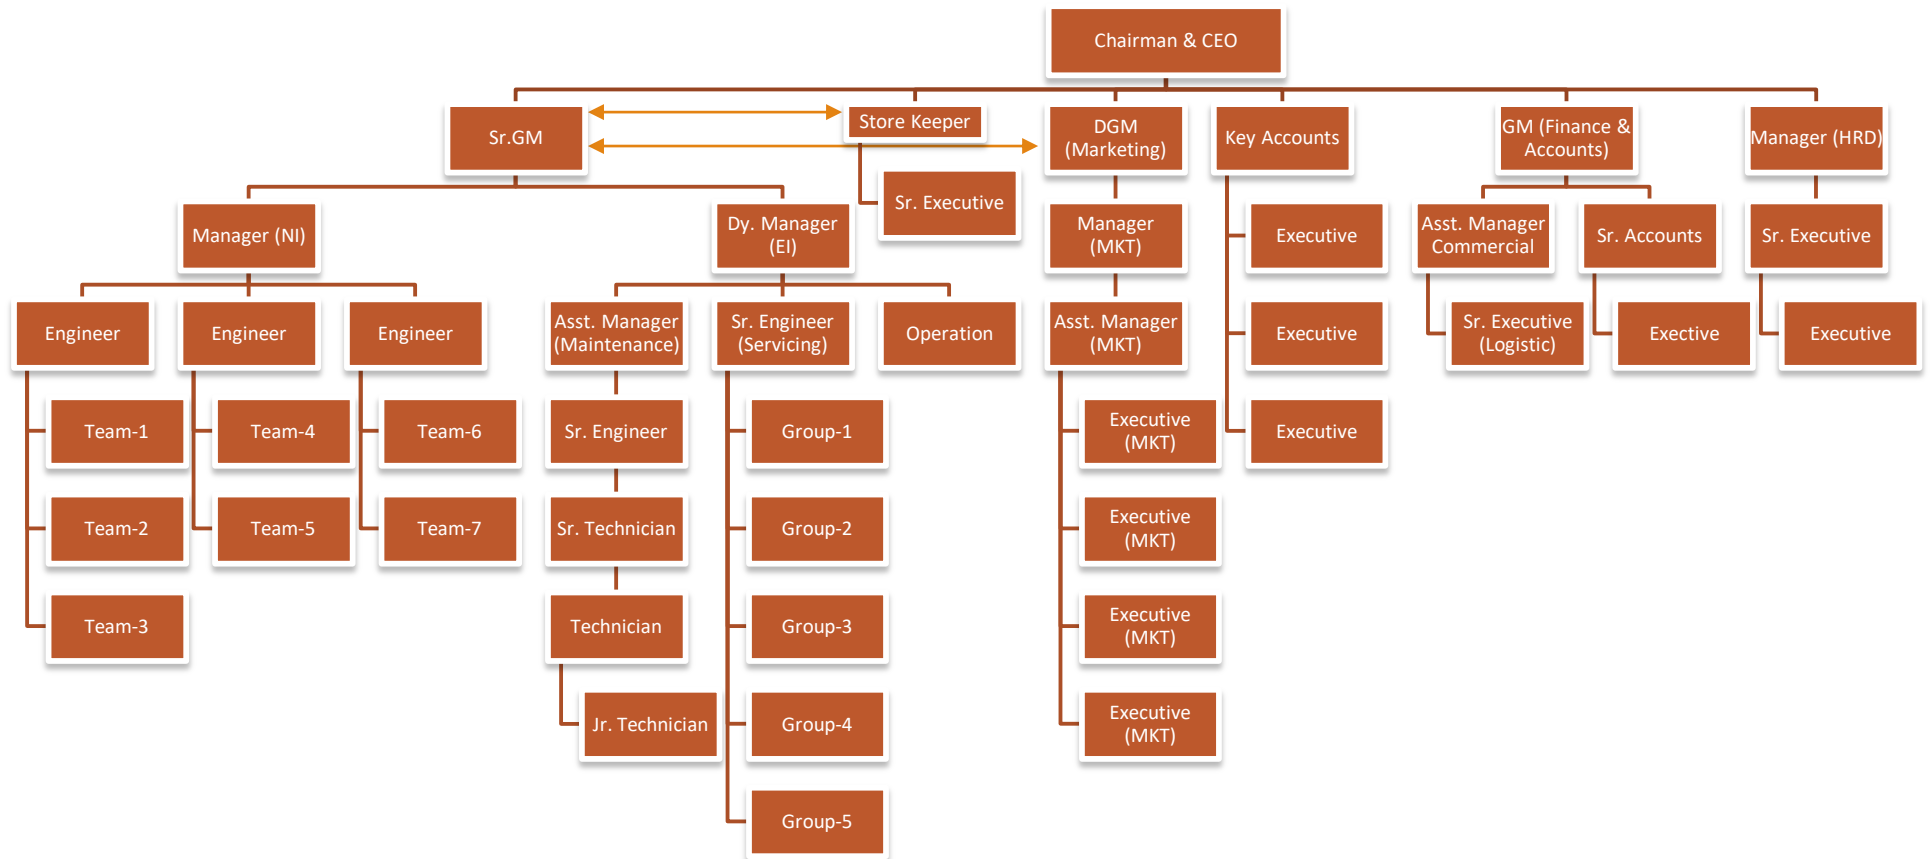 Chairman & CEO
Sr.GM
Store Keeper
DGM
(Marketing)
Key Accounts
GM (Finance &
Accounts)
Manager (HRD)
Manager (NI)
Dy. Manager
(EI)
Sr. Executive
Manager
(MKT)
Executive
Asst. Manager
Commercial
Sr. Accounts
Sr. Executive
Engineer
Engineer
Engineer
Asst. Manager
(Maintenance)
Sr. Engineer
(Servicing)
Operation
Asst. Manager
(MKT)
Executive
Sr. Executive
(Logistic)
Exective
Executive
Team-1
Team-4
Team-6
Sr. Engineer
Group-1
Executive
(MKT)
Executive
Team-2
Team-5
Team-7
Sr. Technician
Group-2
Executive
(MKT)
Team-3
Technician
Group-3
Executive
(MKT)
Jr. Technician
Group-4
Executive
(MKT)
Group-5